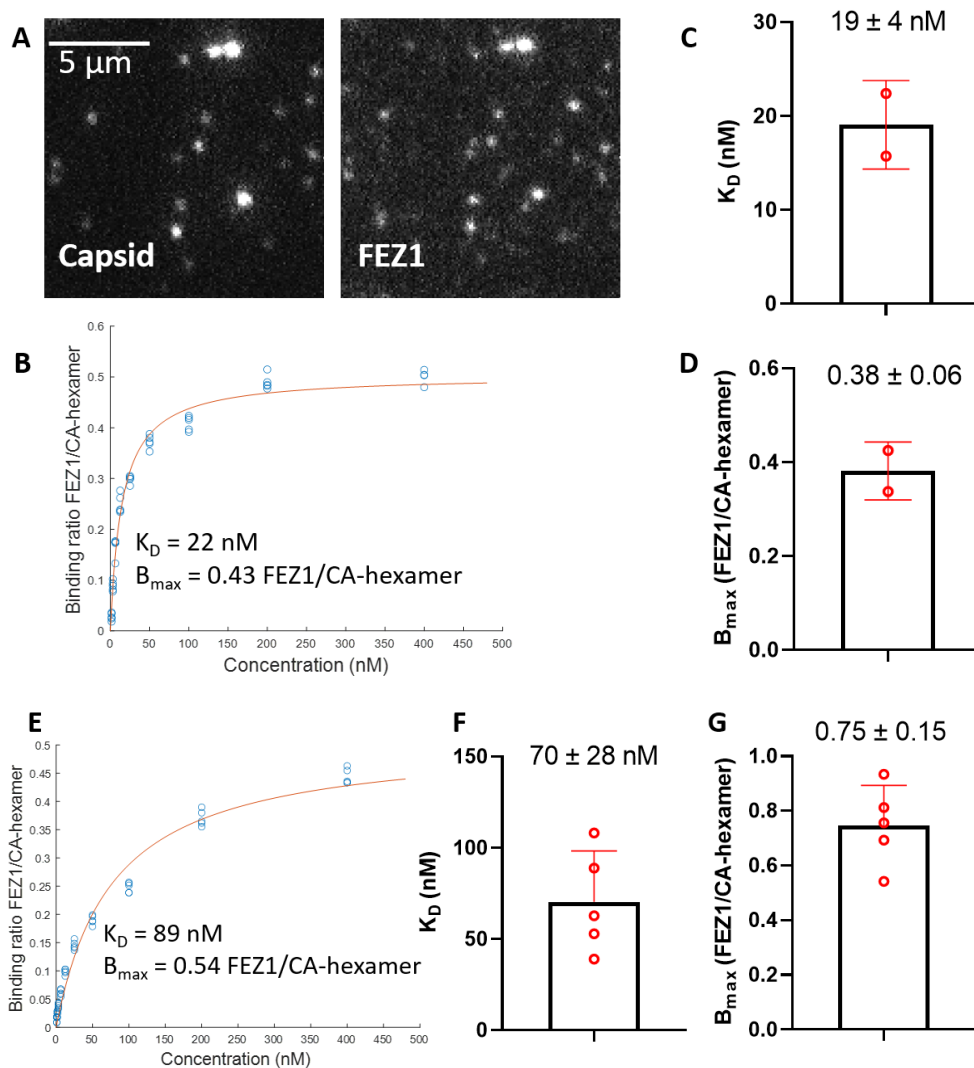 A
5 µm
Capsid
FEZ1
C
19 ± 4 nM
K_D (nM)
30
20
10
0
B
Binding ratio FEZ1/CA-hexamer
0.6
0.5
0.4
0.3
0.2
0.1
0
K_D = 22 nM
B_max = 0.43 FEZ1/CA-hexamer
0 50 100 150 200 250 300 350 400 450 500
Concentration (nM)
D
0.38 ± 0.06
B_max (FEZ1/CA-hexamer)
0.6
0.4
0.2
0.0
E
Binding ratio FEZ1/CA-hexamer
0.5
0.45
0.4
0.35
0.3
0.25
0.2
0.15
0.1
0.05
0
K_D = 89 nM
B_max = 0.54 FEZ1/CA-hexamer
0 50 100 150 200 250 300 350 400 450 500
Concentration (nM)
F
70 ± 28 nM
K_D (nM)
150
100
50
0
G
0.75 ± 0.15
B_max (FEZ1/CA-hexamer)
1.0
0.8
0.6
0.4
0.2
0.0